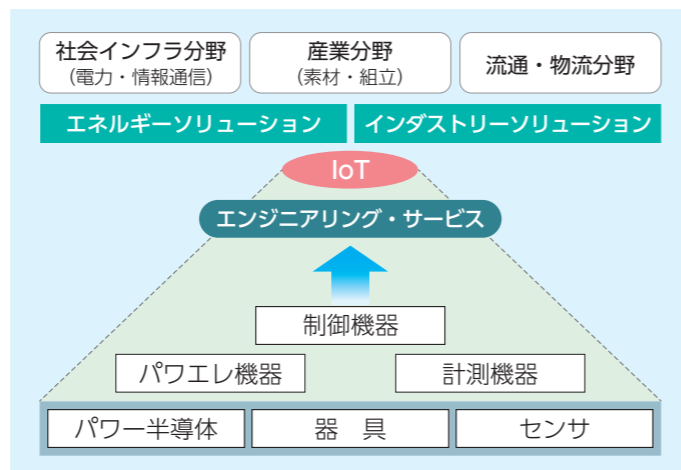 社会インフラ分野
(電力・情報通信)
産業分野
(素材・組立)
流通・物流分野
エネルギーソリューション
インダストリーソリューション
IoT
エンジニアリング・サービス
制御機器
パワエレ機器
計測機器
パワー半導体
器　具
センサ